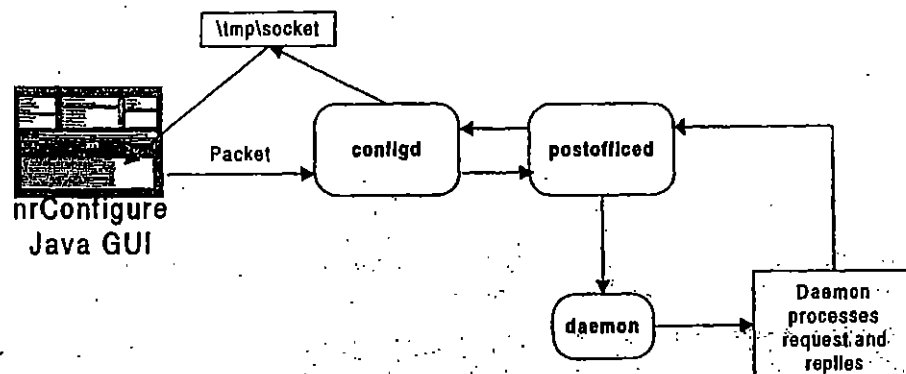 \tmp\socket
Packet
configd
postofficed
nrConfigure
Java GUI
daemon
Daemon
processes
request and
replies